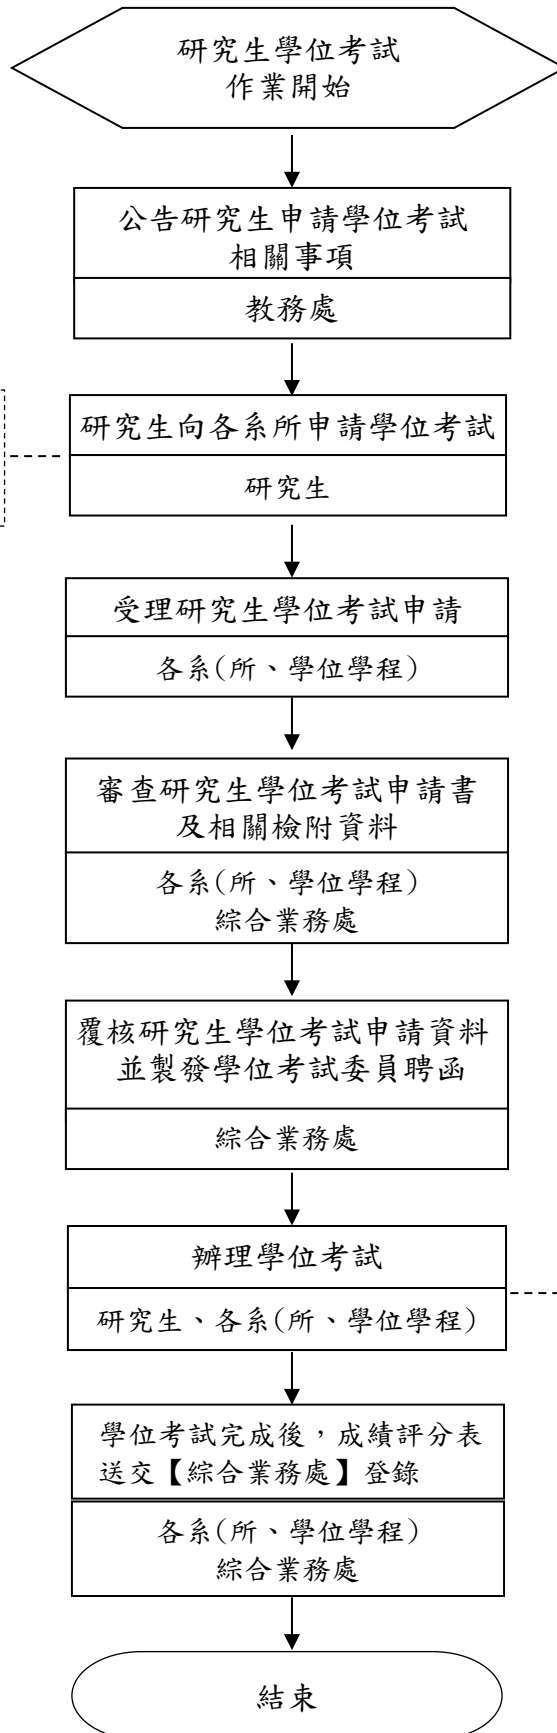 研究生學位考試
作業開始
公告研究生申請學位考試
相關事項
教務處
研究生向各系所申請學位考試
研究生
受理研究生學位考試申請
各系(所、學位學程)
審查研究生學位考試申請書
及相關檢附資料
各系(所、學位學程)
綜合業務處
覆核研究生學位考試申請資料
並製發學位考試委員聘函
綜合業務處
辦理學位考試
研究生、各系(所、學位學程)
學位考試完成後，成績評分表
送交【綜合業務處】登錄
各系(所、學位學程)
綜合業務處
結束